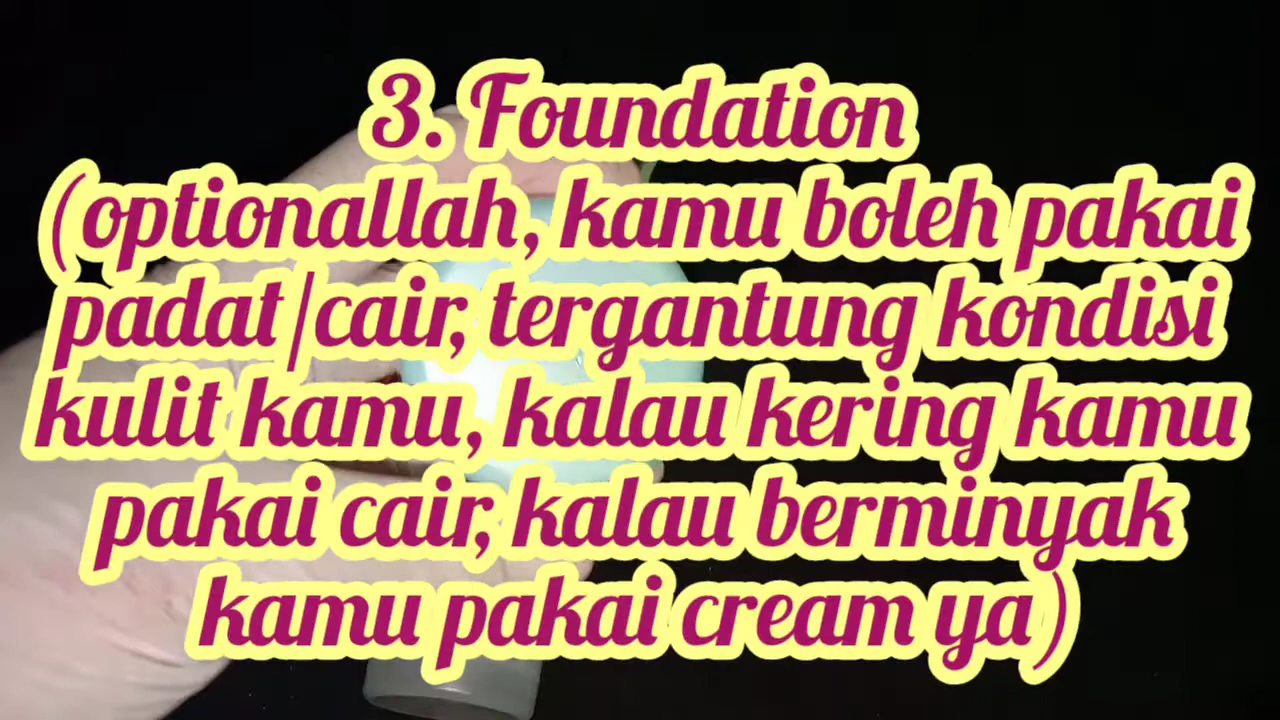 3. Foundation
(optionallah, kamu boleh pakai
padat/cair, tergantung kondisi
kulit kamu, kalau kering kamu
pakai cair, kalau berminyak
kamu pakai cream ya)